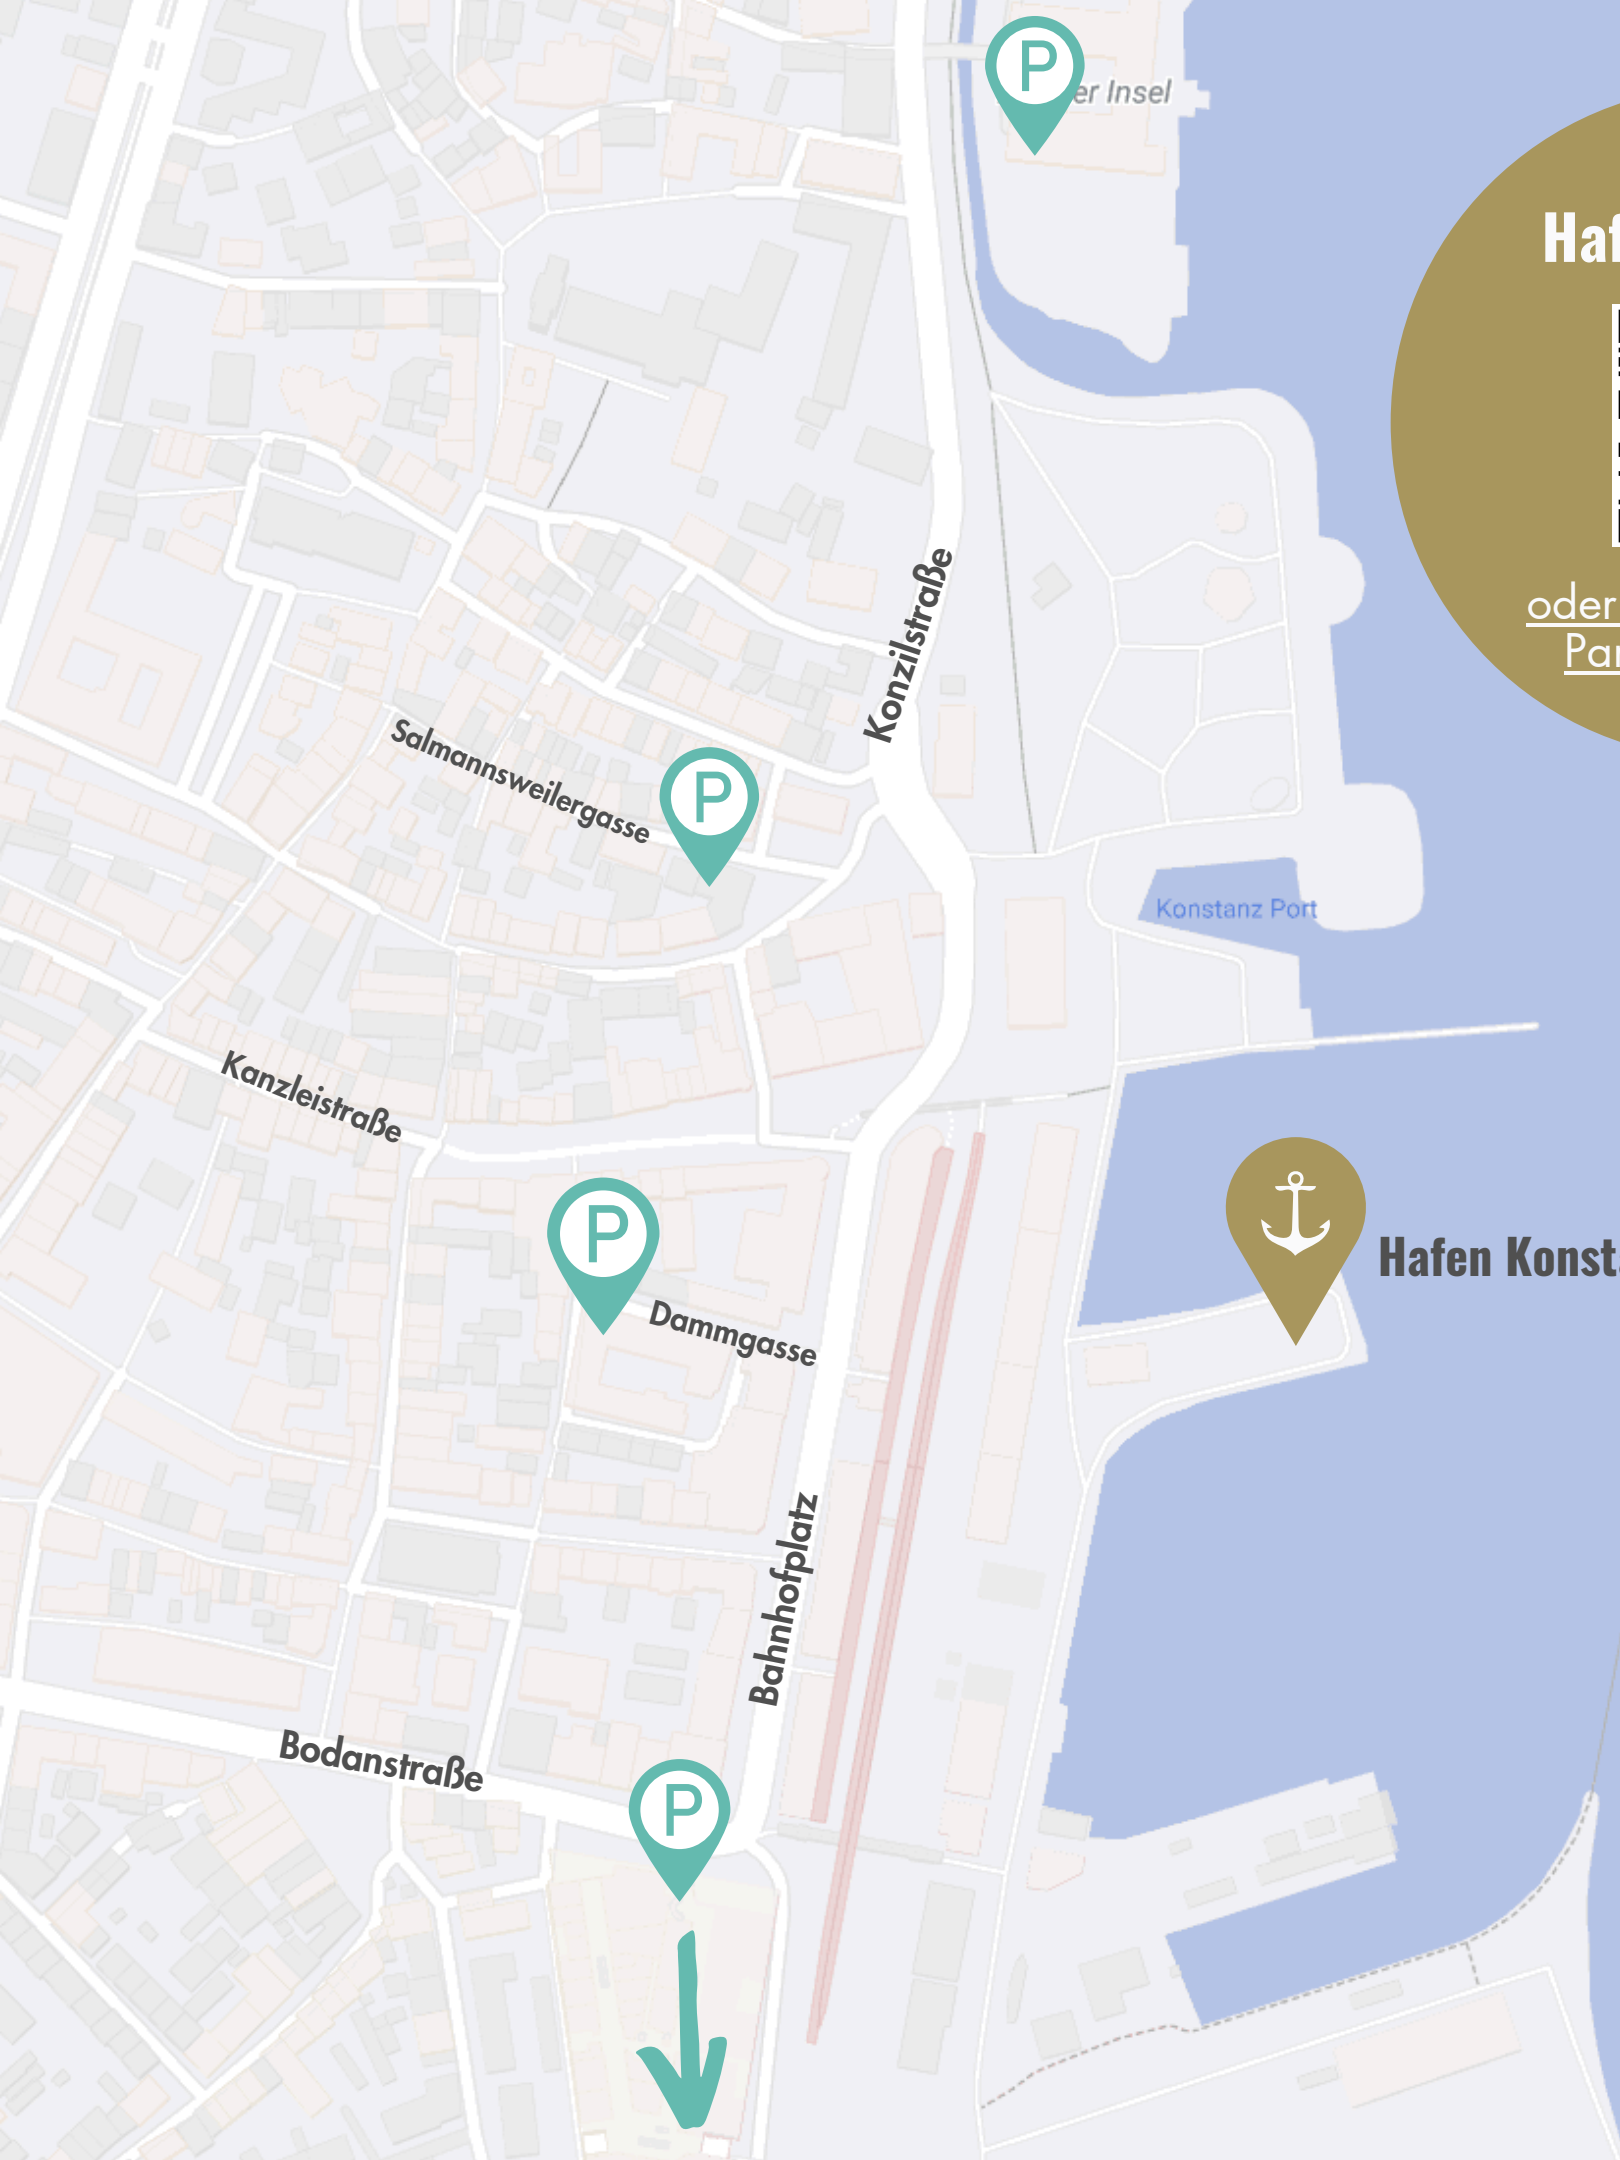 P
er Insel
Haf
oder
Par
Konzilstraße
Salmannsweilergasse
P
Konstanz Port
Kanzleistraße
P
Hafen Konst
Dammgasse
Bahnhofplatz
Bodanstraße
P